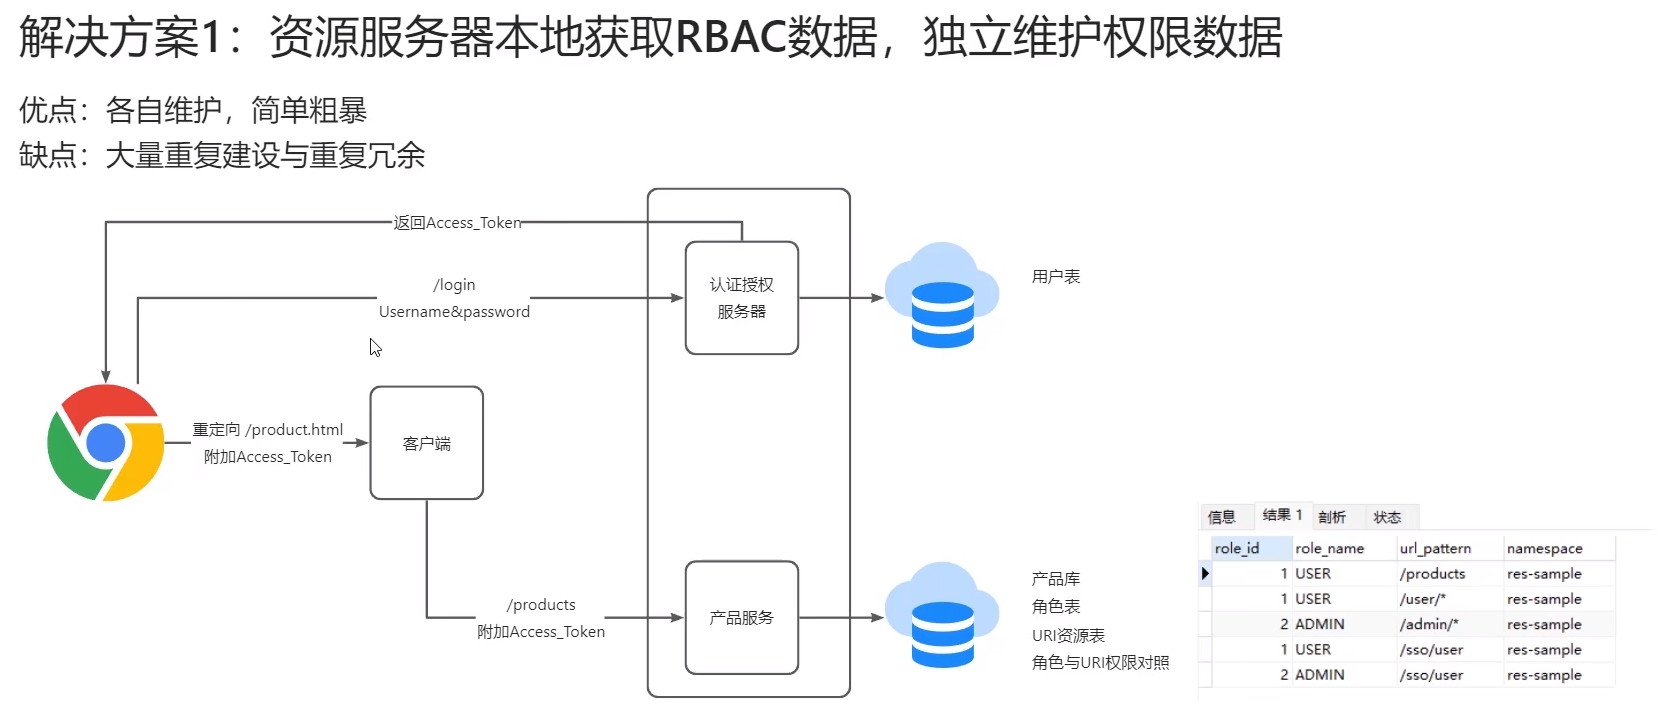 解决方案1：资源服务器本地获取RBAC数据，独立维护权限数据
优点：各自维护，简单粗暴
缺点：大量重复建设与重复冗余
返回Access_Token
/login
Username&password
认证授权
服务器
用户表
重定向 /product.html
附加Access_Token
客户端
/products
附加Access_Token
产品服务
产品库
角色表
URI资源表
角色与URI权限对照
信息 结果 1 剖析 状态
role_id role_name url_pattern namespace
1 USER /products res-sample
1 USER /user/* res-sample
2 ADMIN /admin/* res-sample
1 USER /sso/user res-sample
2 ADMIN /sso/user res-sample